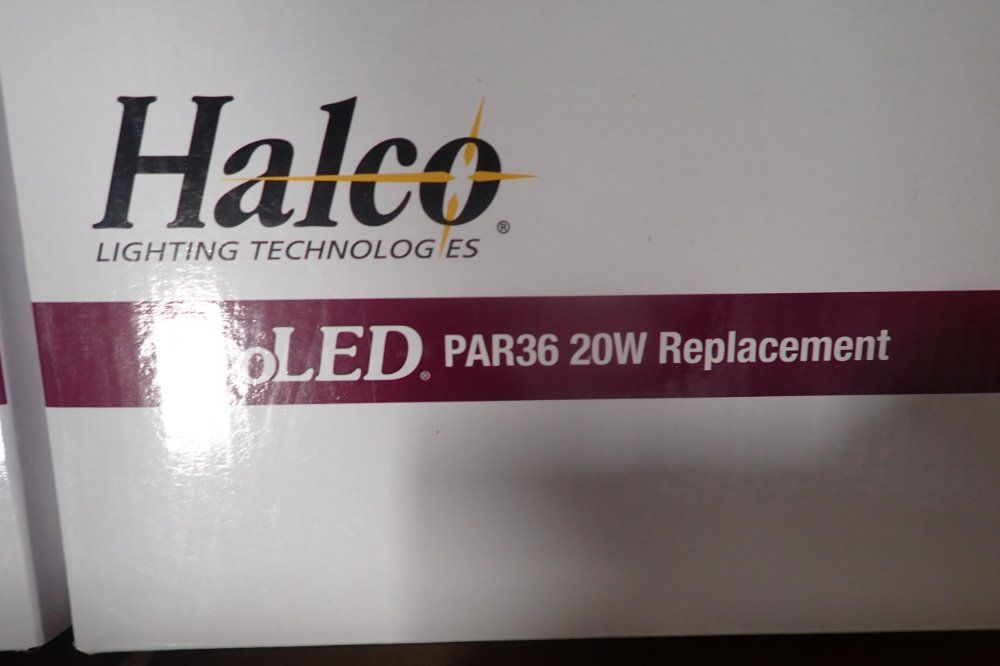 Halco®
LIGHTING TECHNOLOGIES
PAR36 20W Replacement